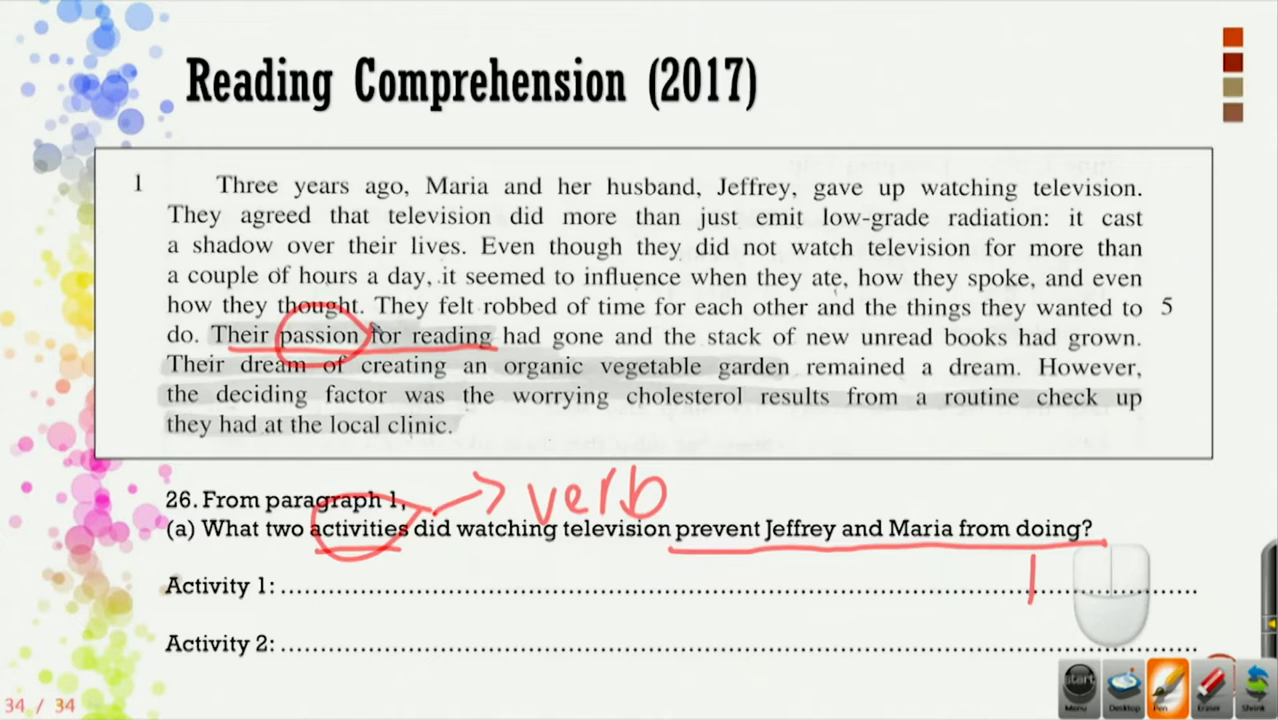 Reading Comprehension (2017)
1 Three years ago, Maria and her husband, Jeffrey, gave up watching television.
They agreed that television did more than just emit low-grade radiation: it cast
a shadow over their lives. Even though they did not watch television for more than
a couple of hours a day, it seemed to influence when they ate, how they spoke, and even
how they thought. They felt robbed of time for each other and the things they wanted to 5
do. Their passion for reading had gone and the stack of new unread books had grown.
Their dream of creating an organic vegetable garden remained a dream. However,
the deciding factor was the worrying cholesterol results from a routine check up
they had at the local clinic.
verb
26. From paragraph 1,
(a) What two activities did watching television prevent Jeffrey and Maria from doing?
Activity 1: ................................................................
Activity 2: ................................................................
34 / 34
start
Menu
Desktop
Pen
Eraser
Shrink